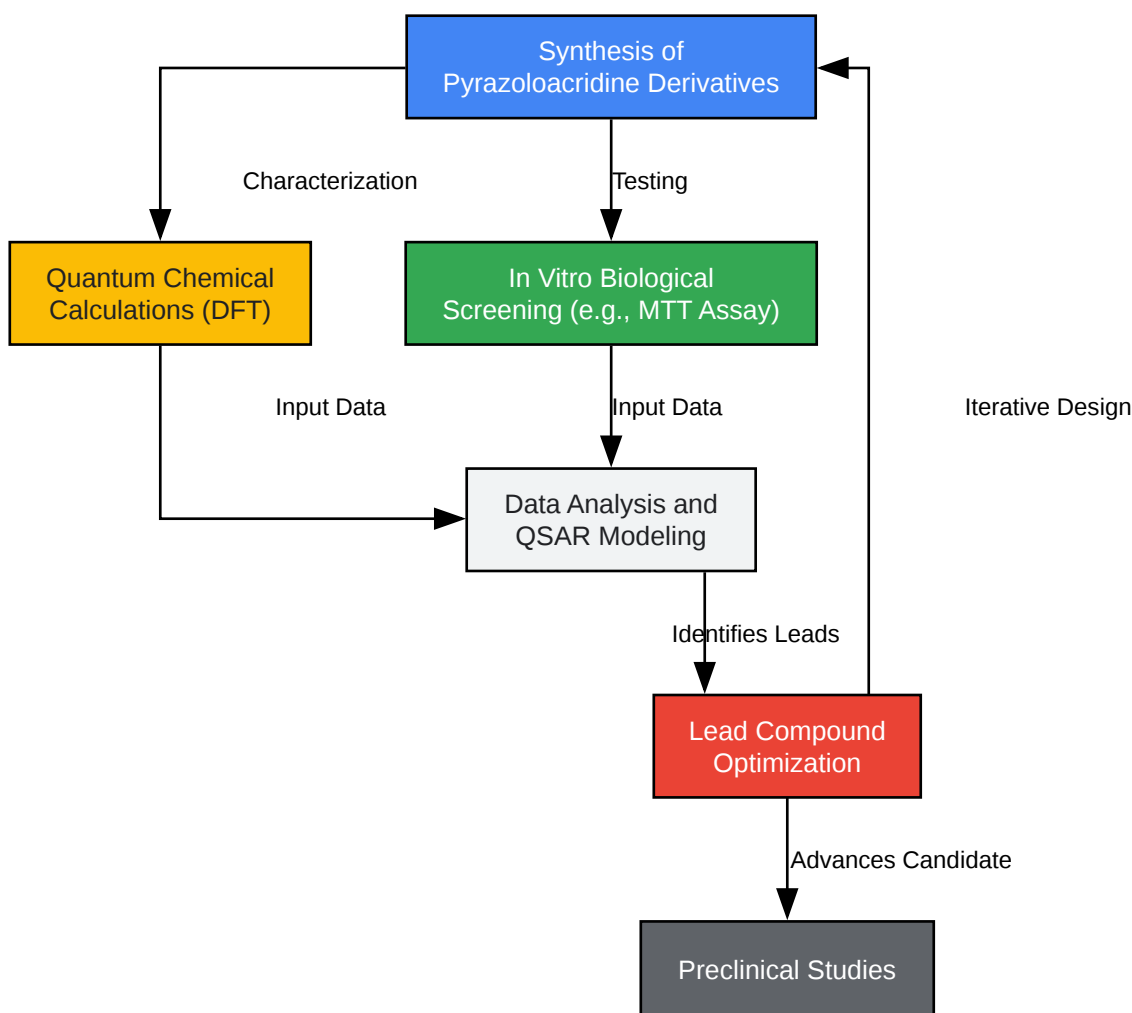 Synthesis of
Pyrazoloacridine Derivatives
Characterization
Testing
Quantum Chemical
Calculations (DFT)
In Vitro Biological
Screening (e.g., MTT Assay)
Input Data
Input Data
Iterative Design
Data Analysis and
QSAR Modeling
Identifies Leads
Lead Compound
Optimization
Advances Candidate
Preclinical Studies